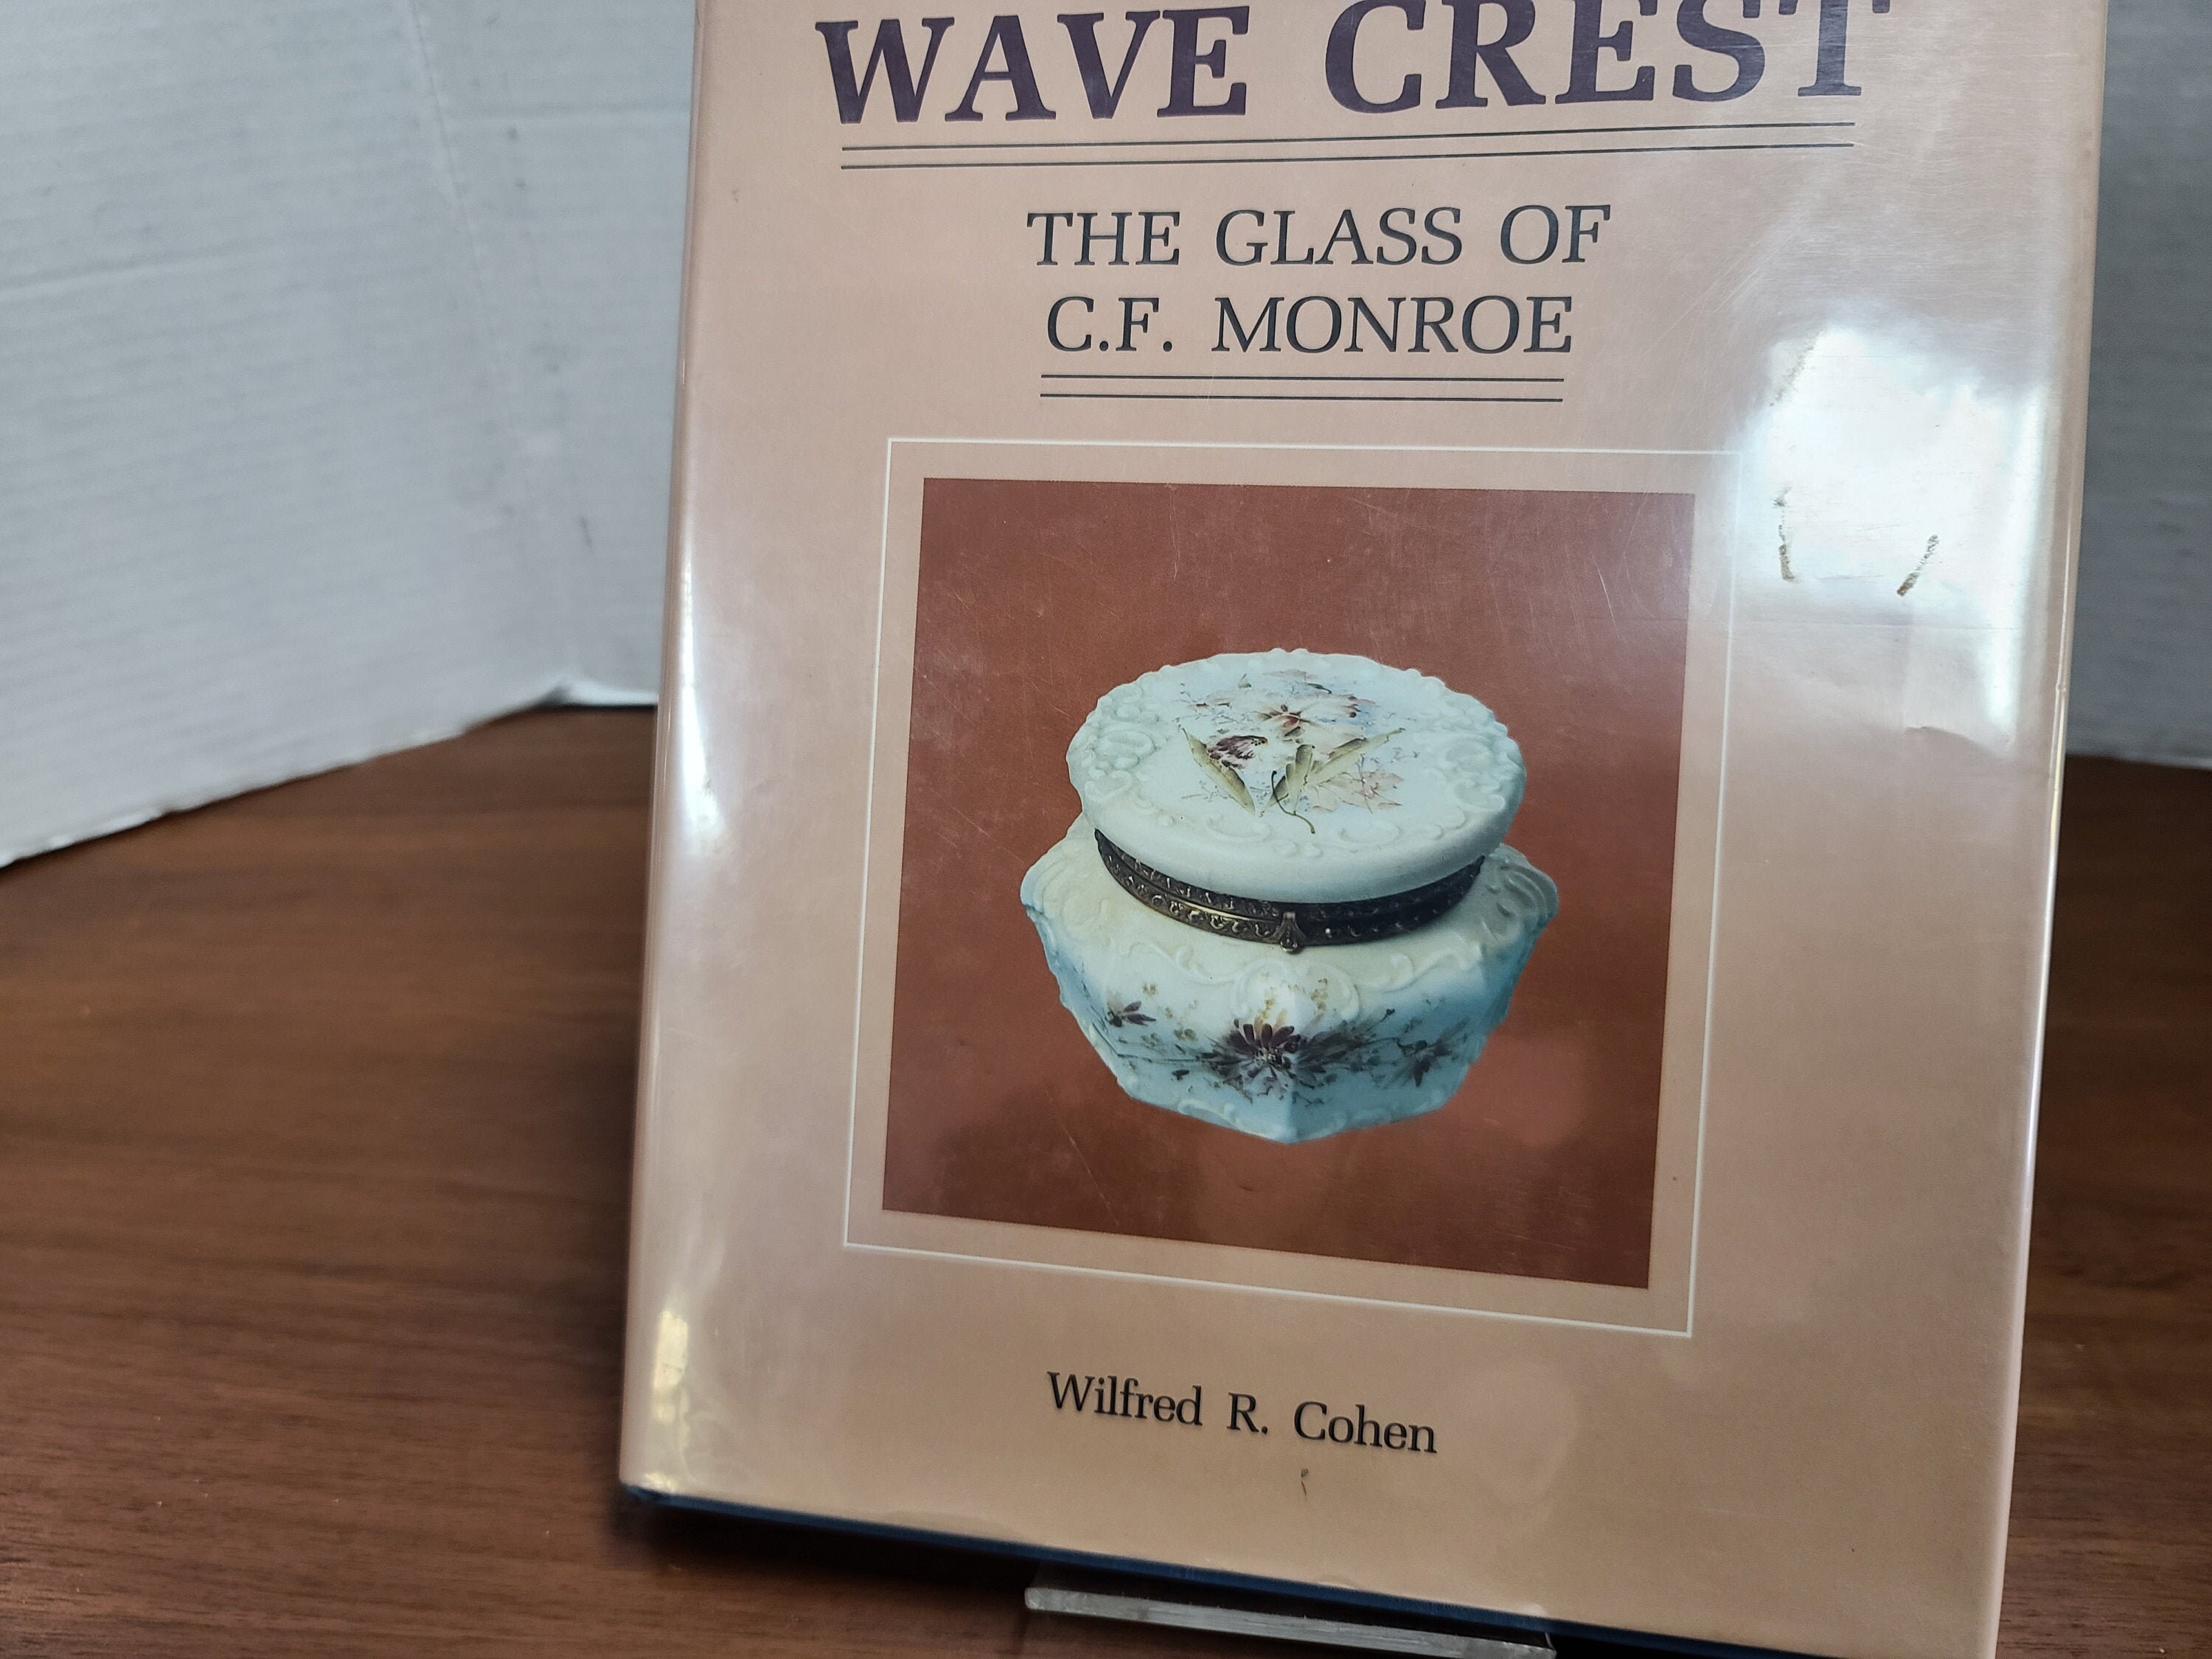 WAVE CREST
THE GLASS OF
C.F. MONROE
Wilfred R. Cohen